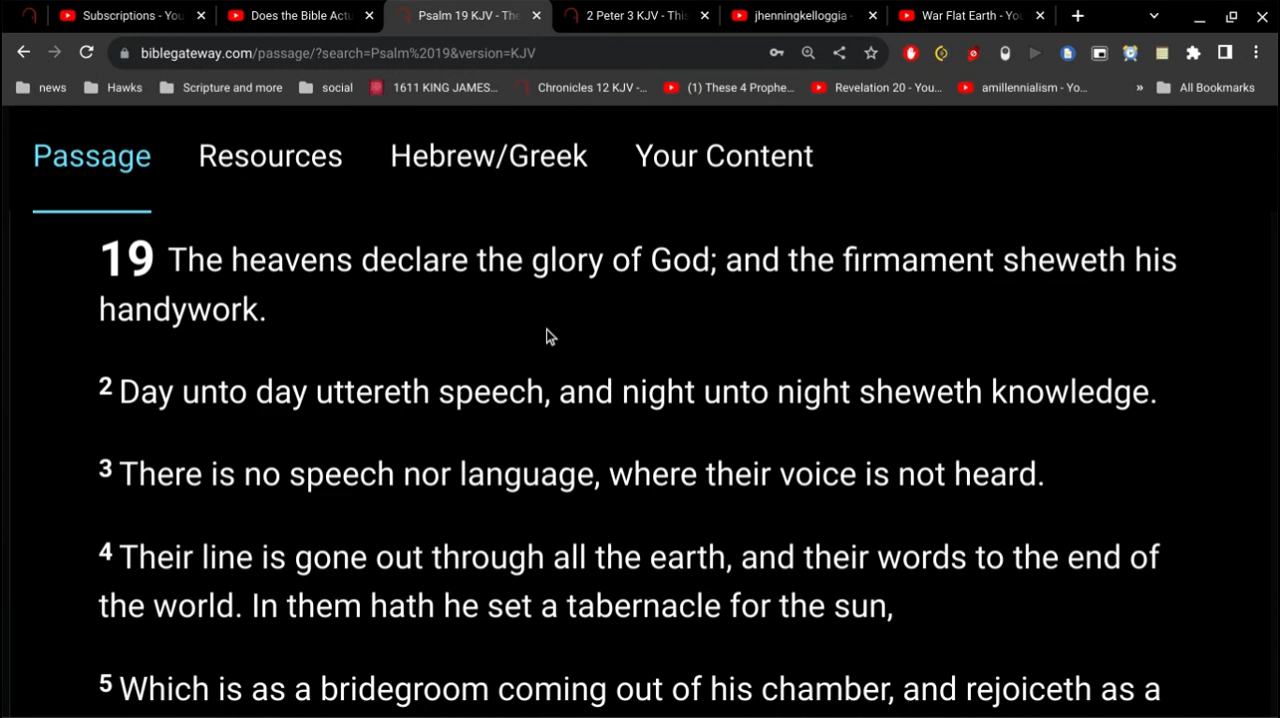 Subscriptions - You
Does the Bible Actu
Psalm 19 KJV - The
2 Peter 3 KJV - This
jhenningkelloggia -
War Flat Earth - You
biblegateway.com/passage/?search=Psalm%2019&version=KJV
news
Hawks
Scripture and more
social
1611 KING JAMES...
Chronicles 12 KJV -...
(1) These 4 Prophe...
Revelation 20 - You...
amillennialism - Yo...
»
All Bookmarks
Passage
Resources
Hebrew/Greek
Your Content
19 The heavens declare the glory of God; and the firmament sheweth his
handywork.
2 Day unto day uttereth speech, and night unto night sheweth knowledge.
3 There is no speech nor language, where their voice is not heard.
4 Their line is gone out through all the earth, and their words to the end of
the world. In them hath he set a tabernacle for the sun,
5 Which is as a bridegroom coming out of his chamber, and rejoiceth as a